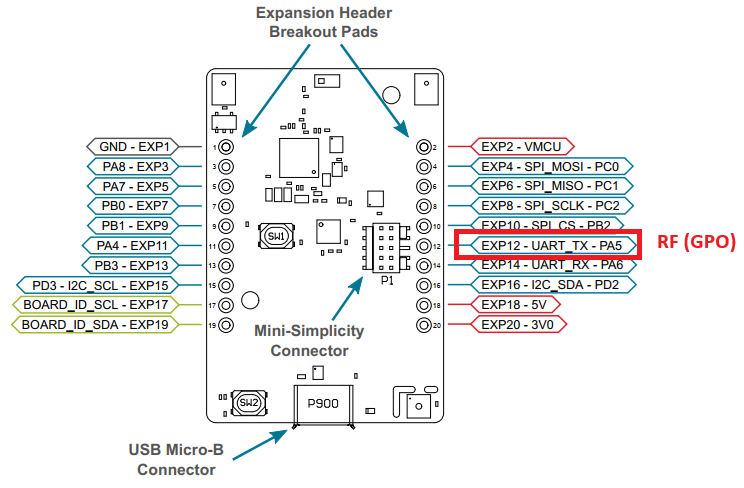 Expansion Header
Breakout Pads
GND - EXP1
1
2
EXP2 - VMCU
PA8 - EXP3
3
4
EXP4 - SPI_MOSI - PC0
PA7 - EXP5
5
6
EXP6 - SPI_MISO - PC1
PB0 - EXP7
7
8
EXP8 - SPI_SCLK - PC2
PB1 - EXP9
9
10
EXP10 - SPI_CS - PB2
SW1
PA4 - EXP11
11
12
EXP12 - UART_TX - PA5
RF (GPO)
PB3 - EXP13
13
14
EXP14 - UART_RX - PA6
P1
PD3 - I2C_SCL - EXP15
15
16
EXP16 - I2C_SDA - PD2
BOARD_ID_SCL - EXP17
17
18
EXP18 - 5V
BOARD_ID_SDA - EXP19
19
20
EXP20 - 3V0
Mini-Simplicity
Connector
SW2
P900
USB Micro-B
Connector